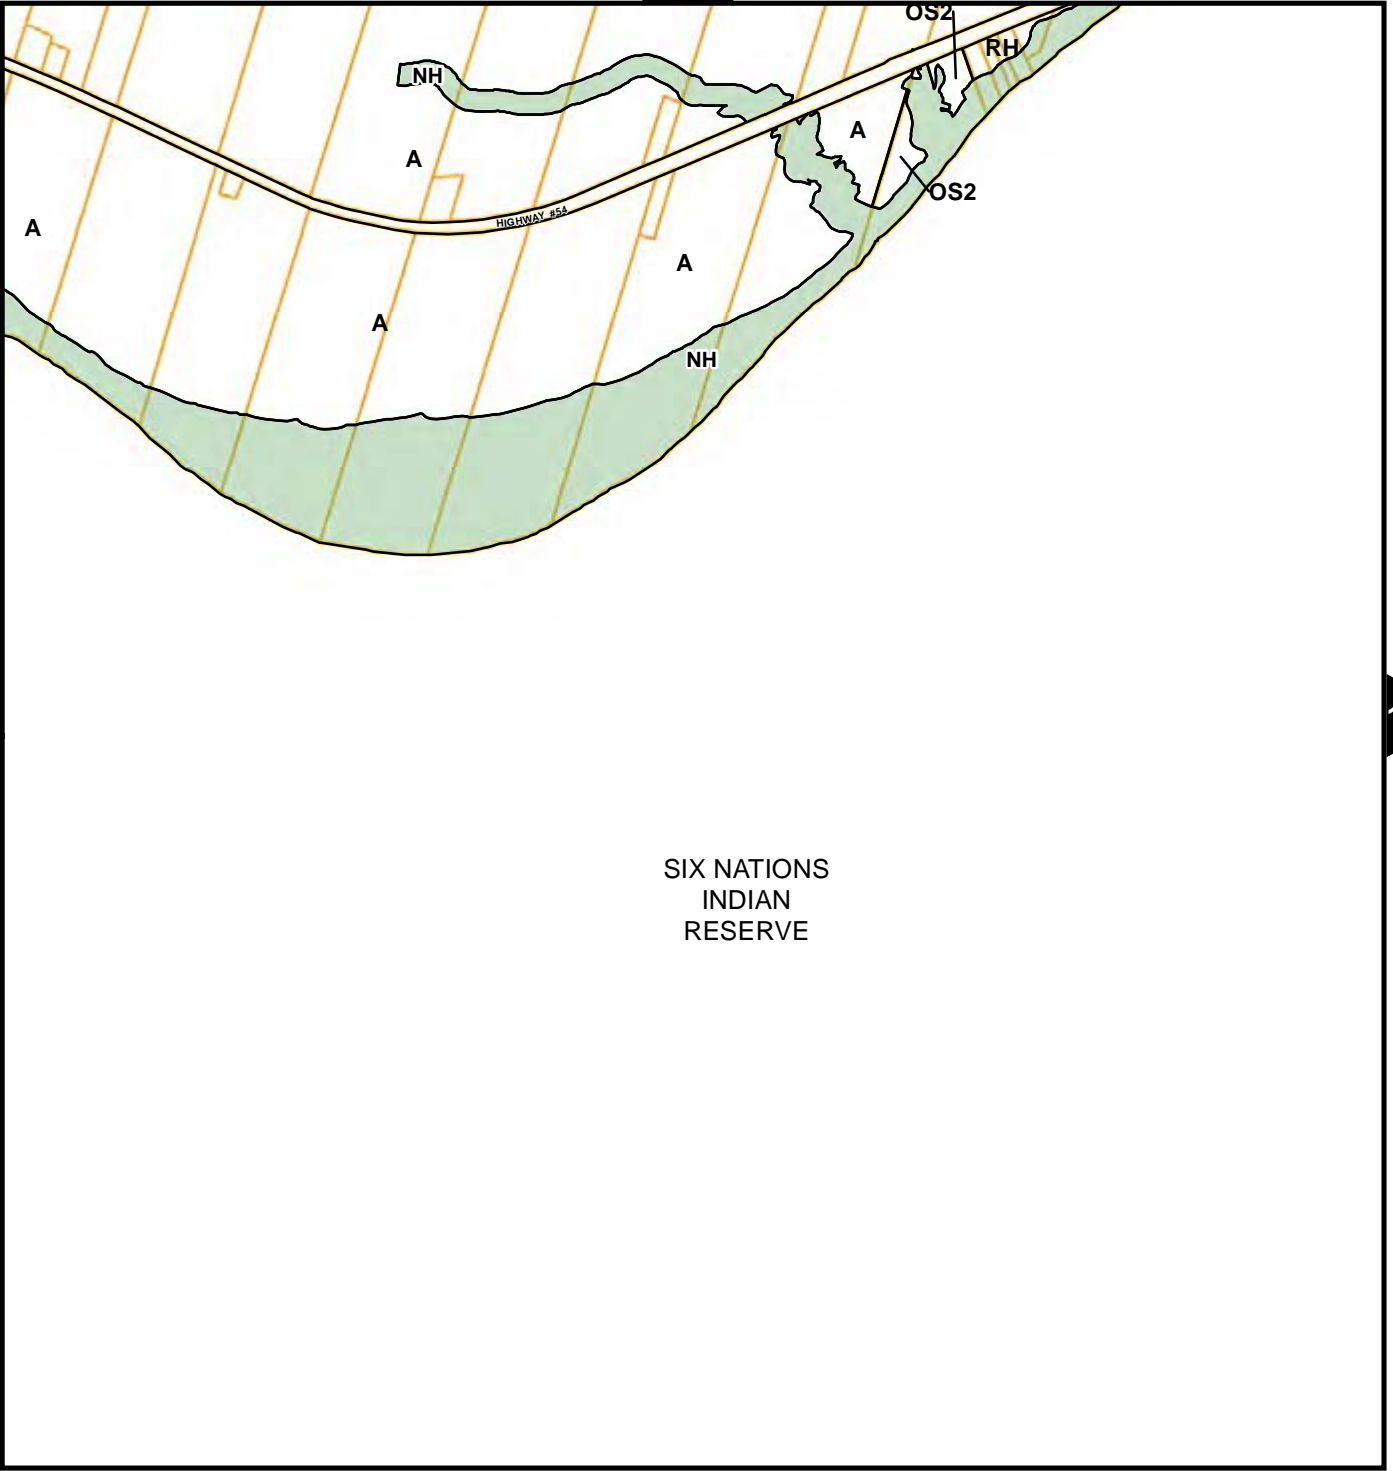 OS2
RH
NH
A
A
OS2
HIGHWAY #54
A
A
A
NH
SIX NATIONS
INDIAN
RESERVE